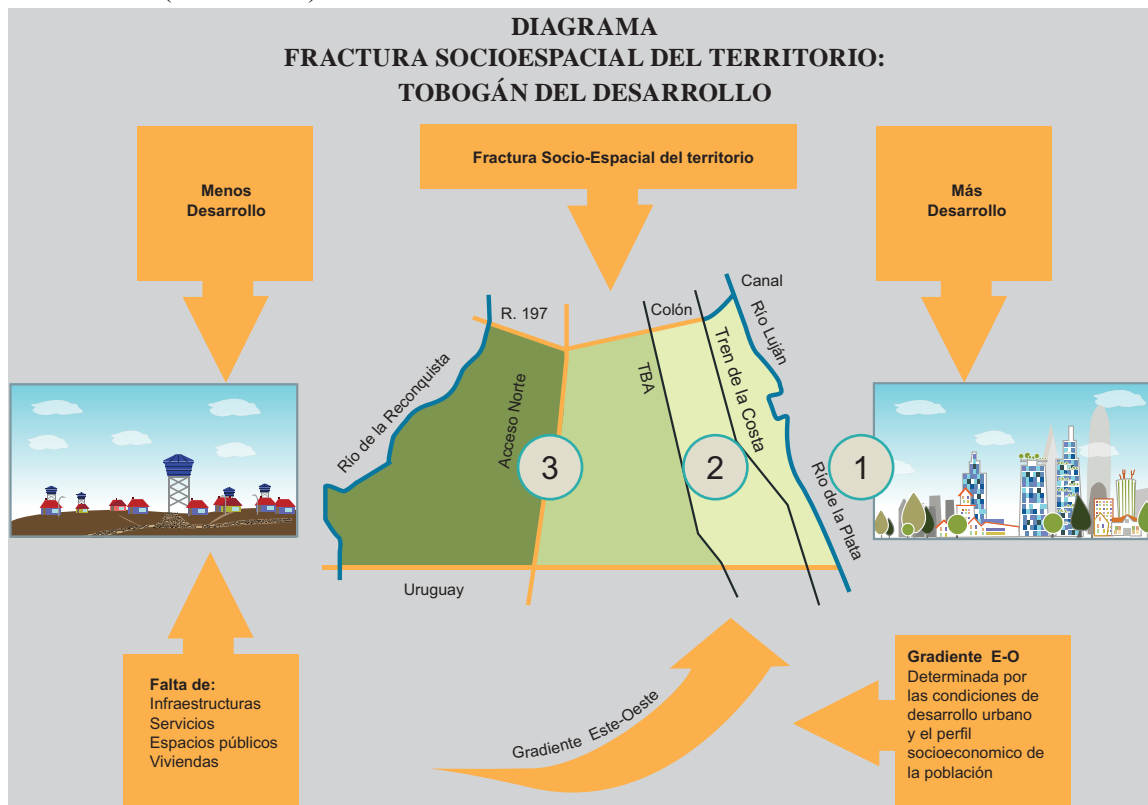 DIAGRAMA
FRACTURA SOCIOESPACIAL DEL TERRITORIO:
TOBOGÁN DEL DESARROLLO
Menos
Desarrollo
Fractura Socio-Espacial del territorio
Más
Desarrollo
Canal
R. 197
Colón
Río Luján
Río de la Reconquista
Acceso Norte
TBA
Tren de la Costa
3
2
1
Río de la Plata
Uruguay
Falta de:
Infraestructuras
Servicios
Espacios públicos
Viviendas
Gradiente Este-Oeste
Gradiente E-O
Determinada por
las condiciones de
desarrollo urbano
y el perfil
socioeconomico de
la población